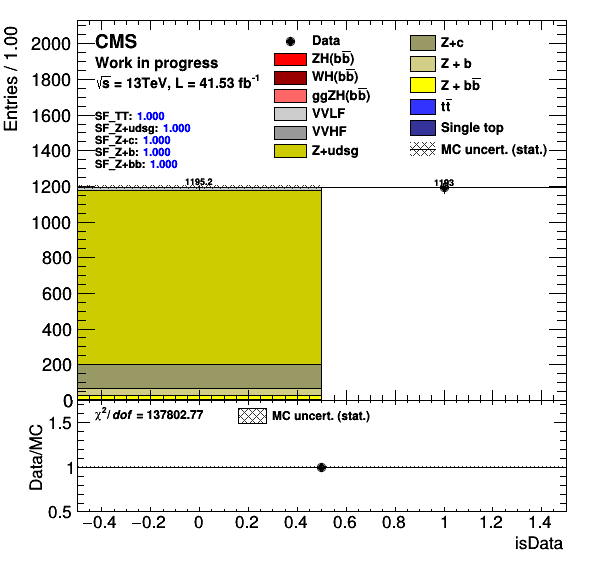 CMS
Work in progress
√s = 13TeV, L = 41.53 fb⁻¹
SF_TT: 1.000
SF_Z+udsg: 1.000
SF_Z+c: 1.000
SF_Z+b: 1.000
SF_Z+bb: 1.000
Data
ZH(bb̅)
WH(bb̅)
ggZH(bb̅)
VVLF
VVHF
Z+udsg
Z+c
Z + b
Z + bb̅
tt̅
Single top
MC uncert. (stat.)
Entries / 1.00
2000
1800
1600
1400
1200
1000
800
600
400
200
0
1195.2
1193
χ²/dof = 137802.77
MC uncert. (stat.)
Data/MC
1.5
1
0.5
−0.4 −0.2 0 0.2 0.4 0.6 0.8 1 1.2 1.4
isData